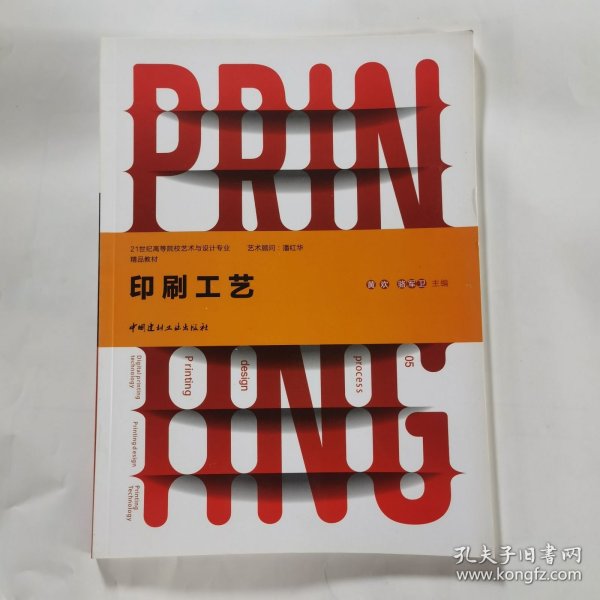 PRIN
21世纪高等院校艺术与设计专业 艺术顾问：潘红华
精品教材
印刷工艺
黄欢 骆军卫 主编
中国建材工业出版社
Digital printing
technology
Printing
design
process
05
TING
Printing design
Printing
Technology
孔夫子旧书网
www.kongfz.com